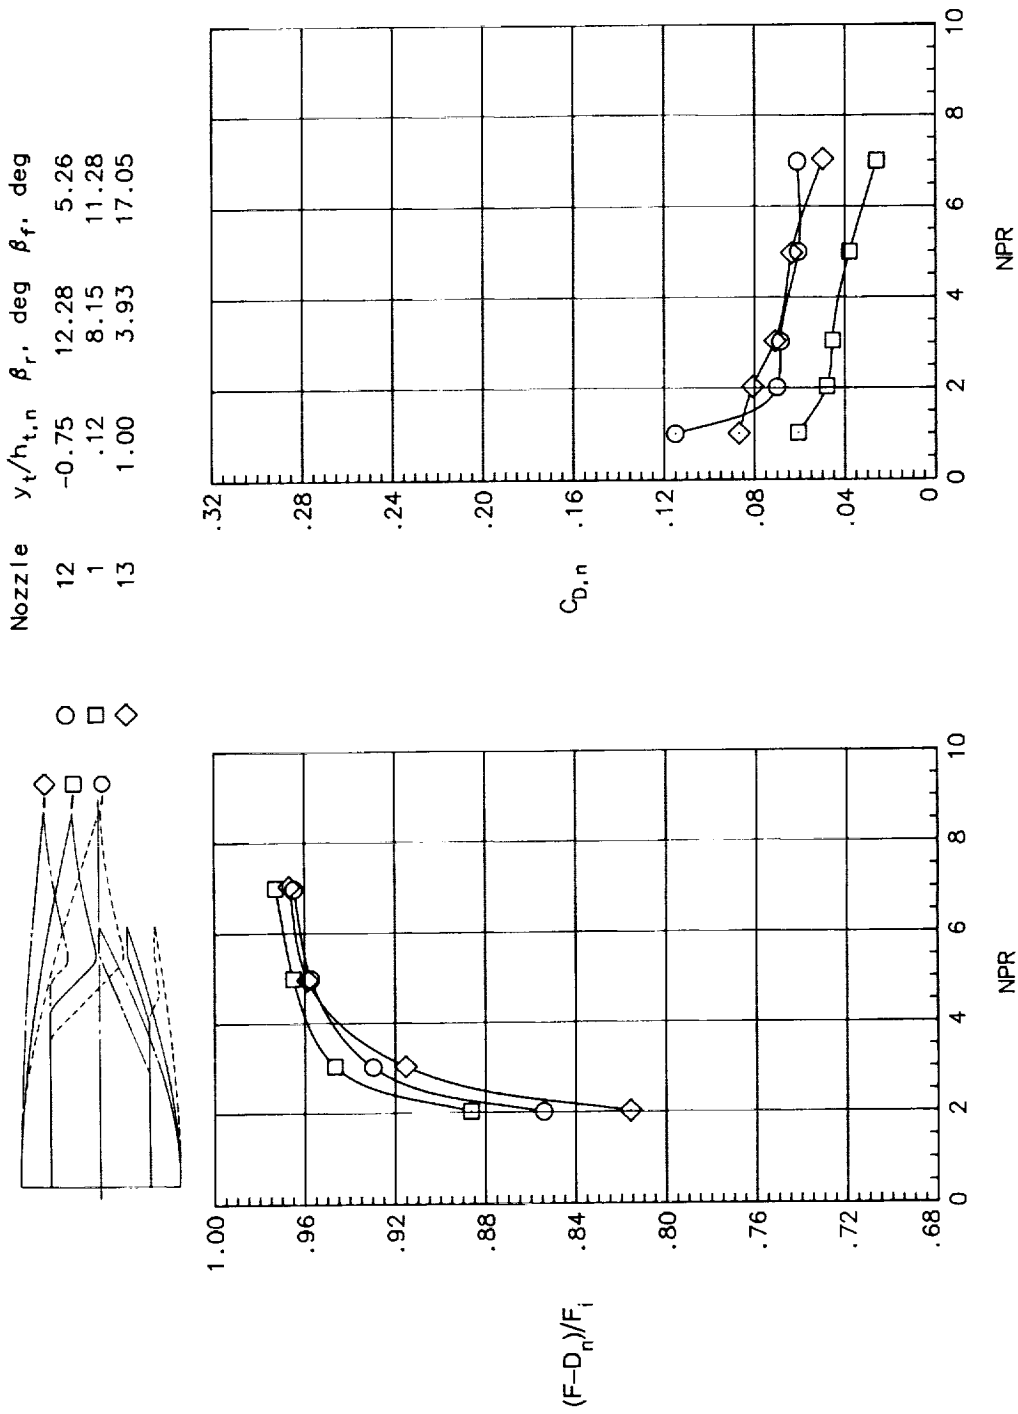 Nozzle y_t/h_{t,n} β_r, deg β_f, deg
12 -0.75 12.28 5.26
1 .12 8.15 11.28
13 1.00 3.93 17.05
1.00
.96
.92
.88
.84
.80
.76
.72
.68
(F-D_n)/F_i
0 2 4 6 8 10
NPR
.32
.28
.24
.20
.16
.12
.08
.04
0
C_{D,n}
0 2 4 6 8 10
NPR